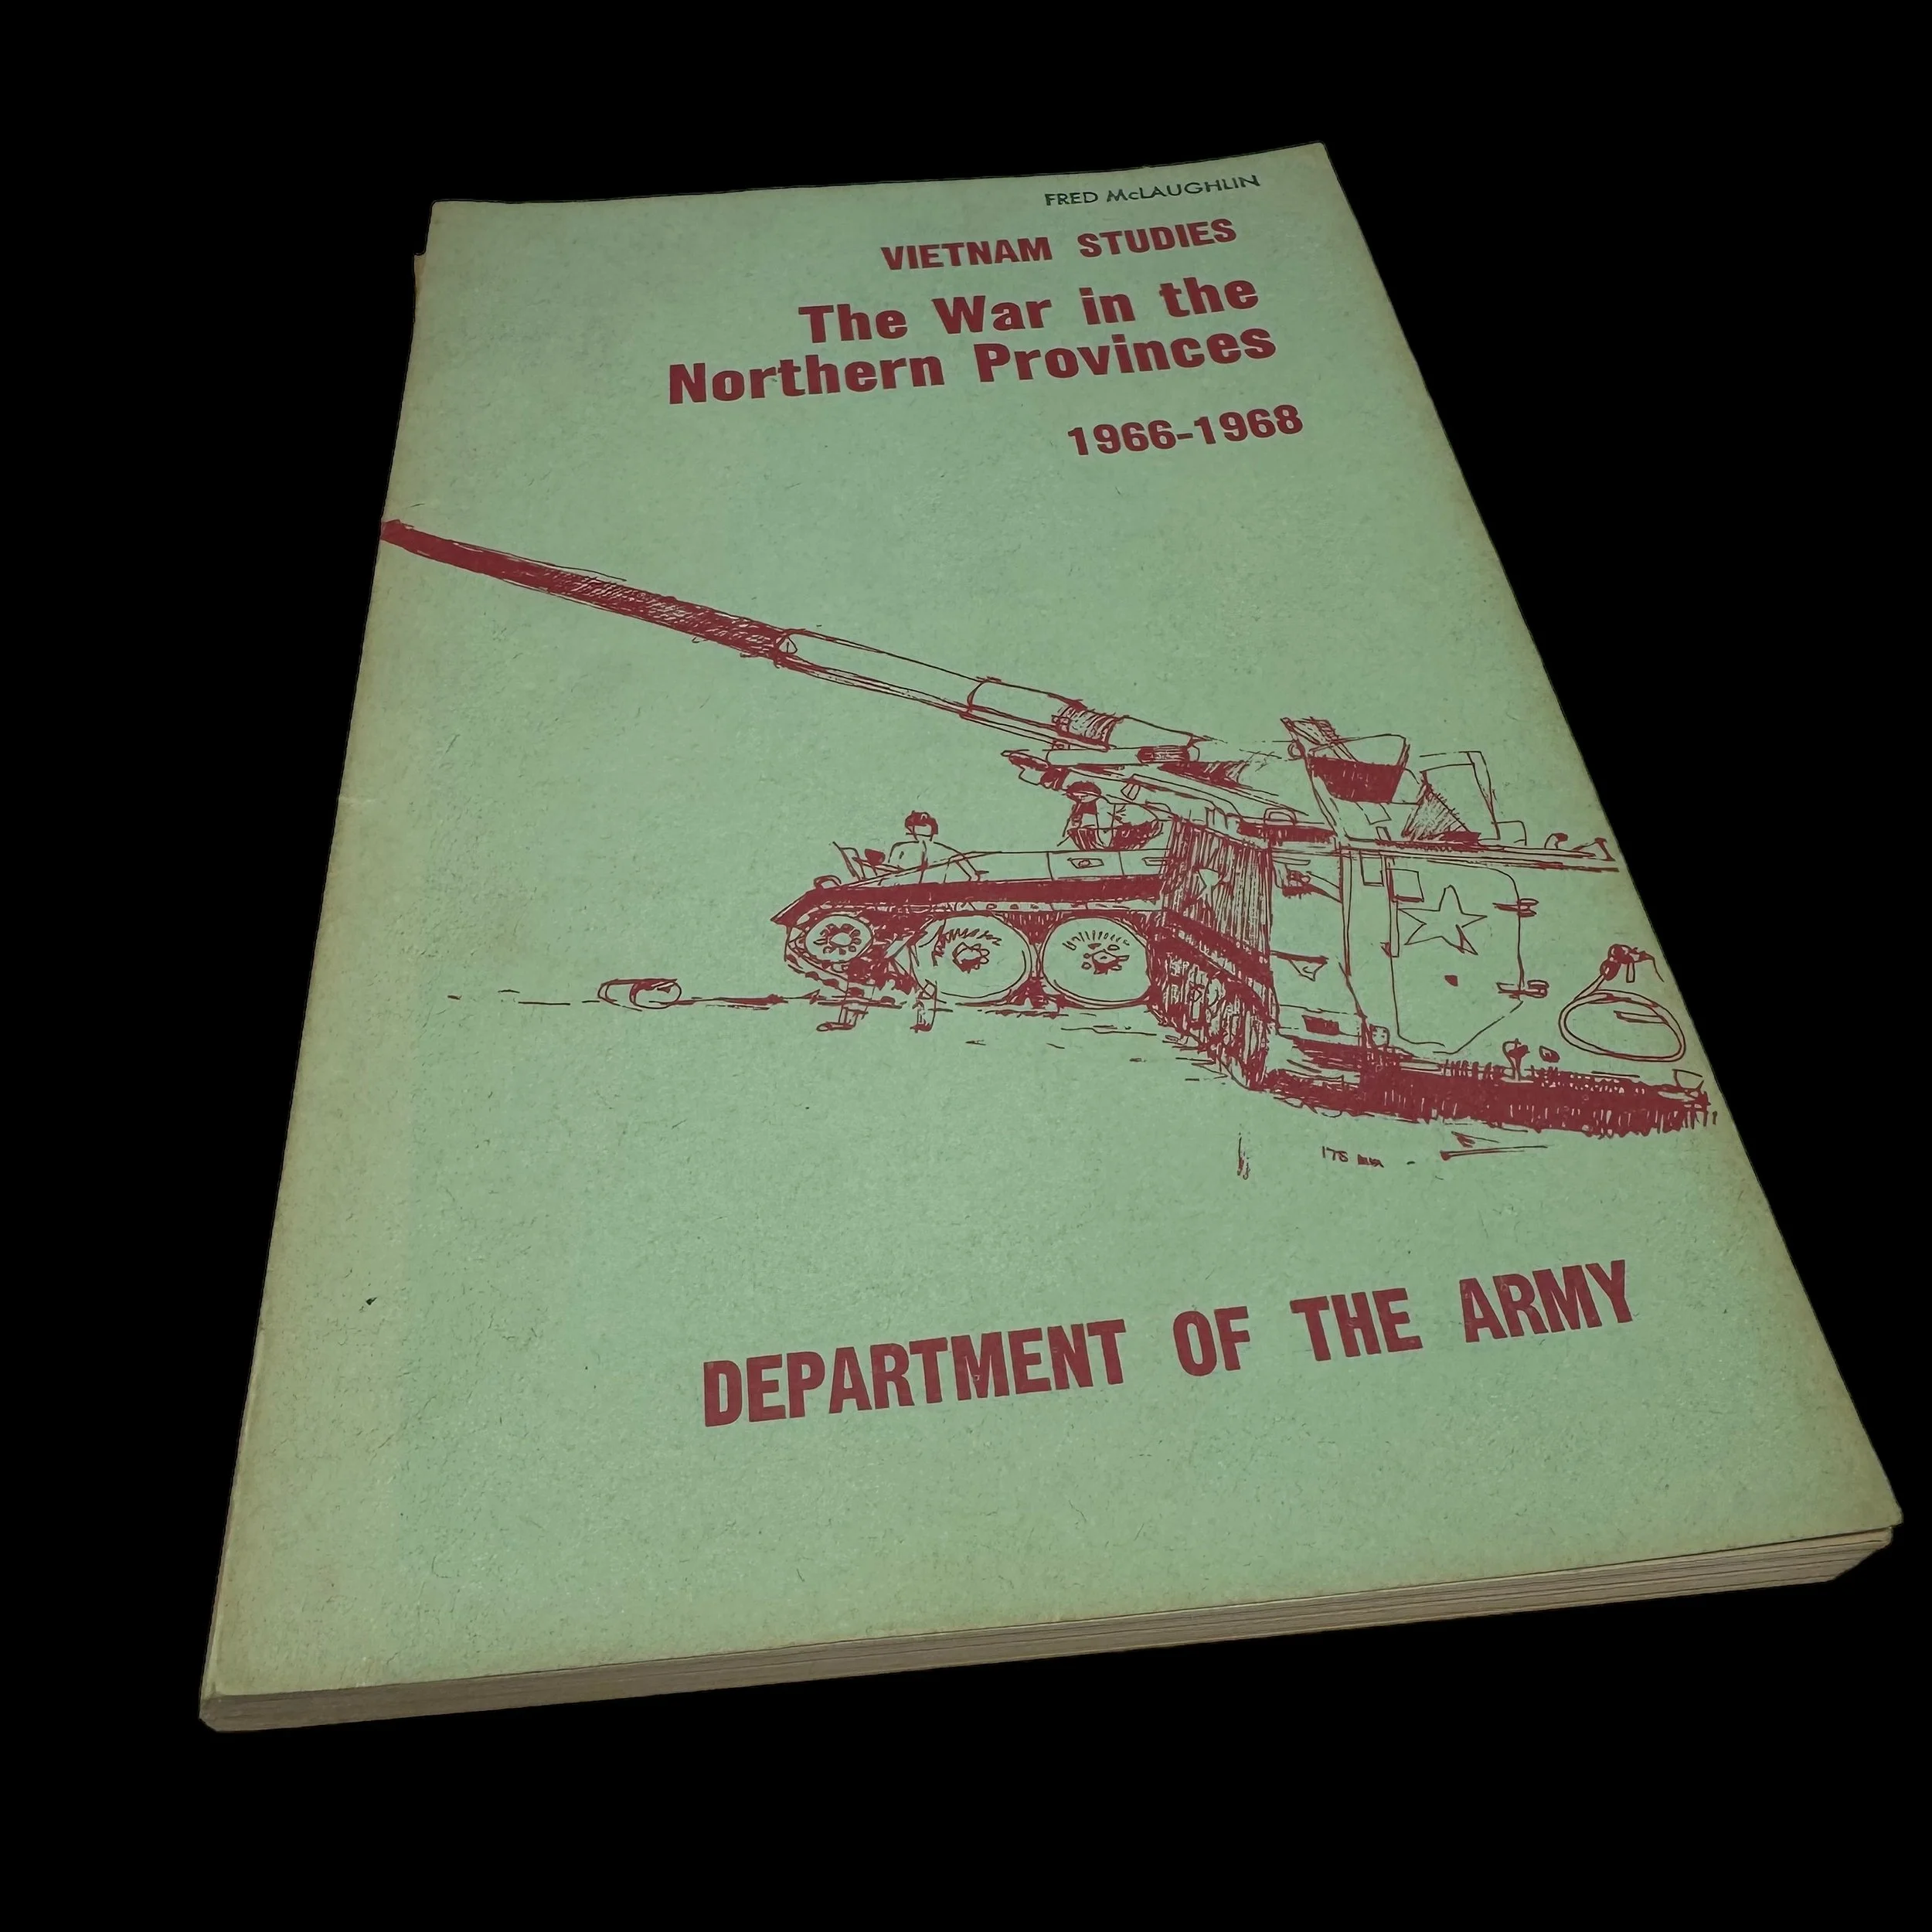 FRED McLAUGHLIN
VIETNAM STUDIES
The War in the
Northern Provinces
1966-1968
175 mm
DEPARTMENT OF THE ARMY